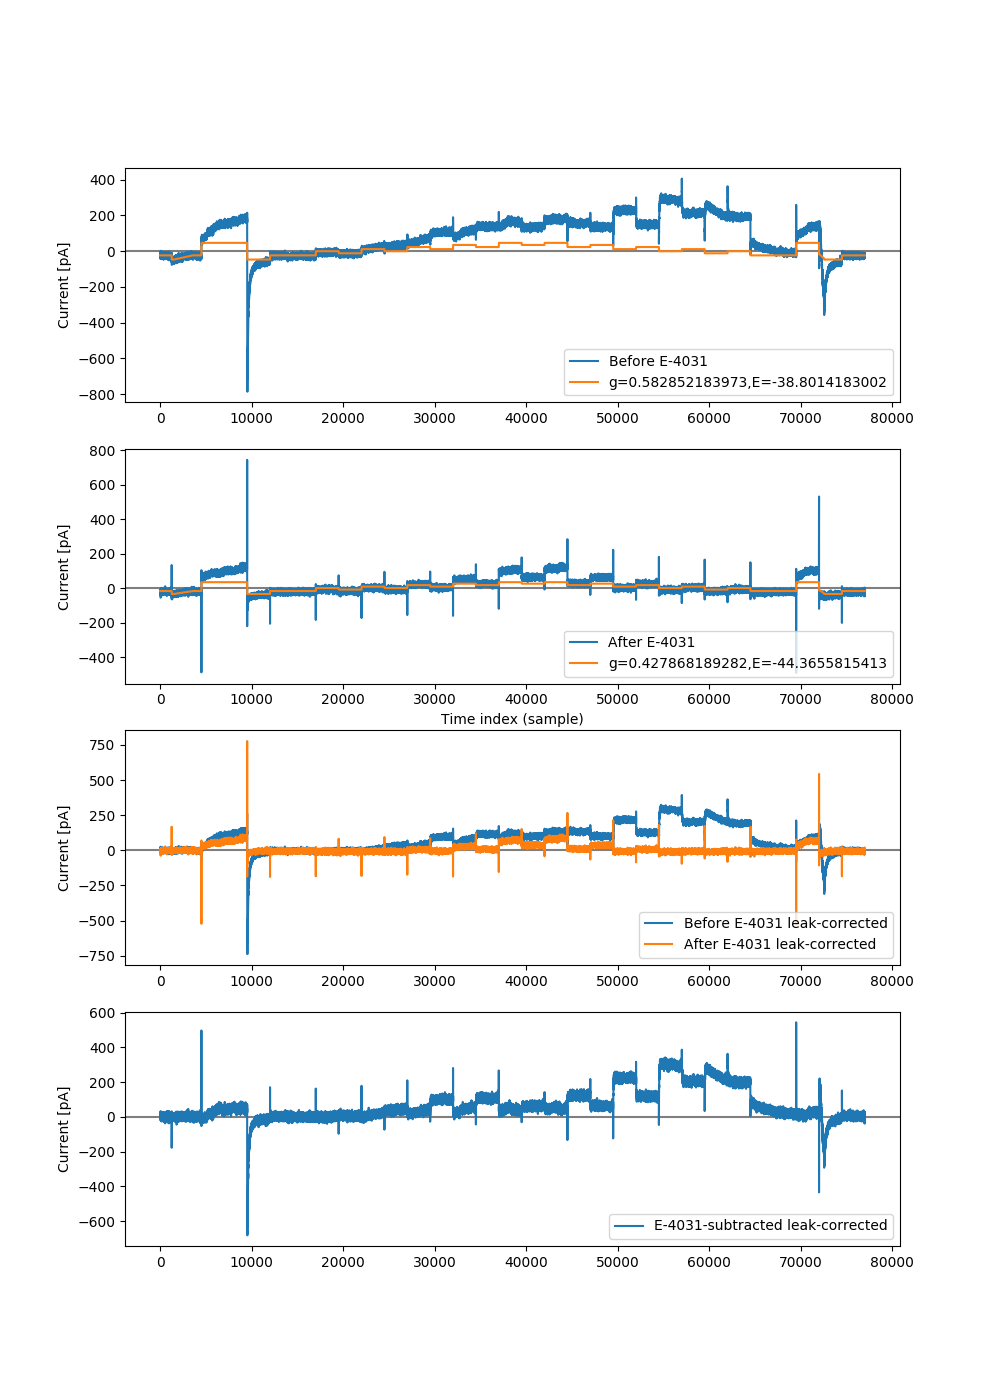 400
200
0
−200
−400
−600
−800
Current [pA]
Before E-4031
g=0.582852183973,E=-38.8014183002
0 10000 20000 30000 40000 50000 60000 70000 80000
800
600
400
200
0
−200
−400
Current [pA]
After E-4031
g=0.427868189282,E=-44.3655815413
0 10000 20000 30000 40000 50000 60000 70000 80000
Time index (sample)
750
500
250
0
−250
−500
−750
Current [pA]
Before E-4031 leak-corrected
After E-4031 leak-corrected
0 10000 20000 30000 40000 50000 60000 70000 80000
600
400
200
0
−200
−400
−600
Current [pA]
E-4031-subtracted leak-corrected
0 10000 20000 30000 40000 50000 60000 70000 80000